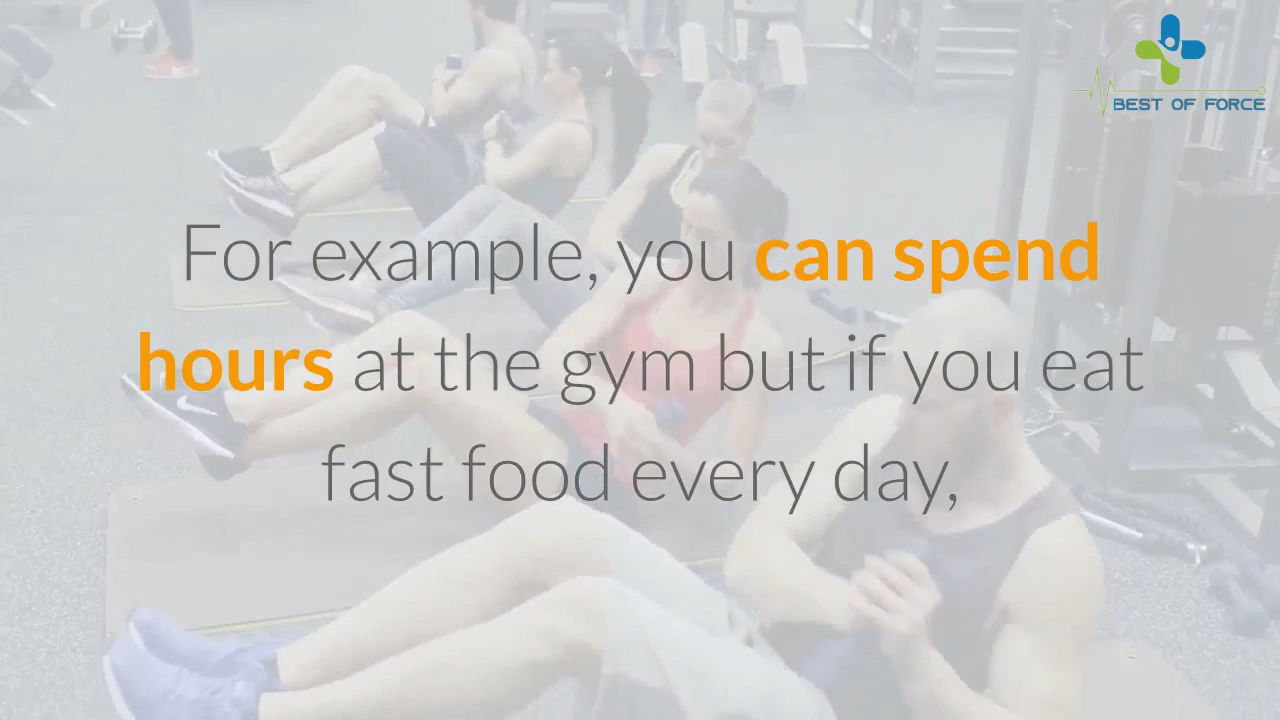 BEST OF FORCE
For example, you can spend
hours at the gym but if you eat
fast food every day,